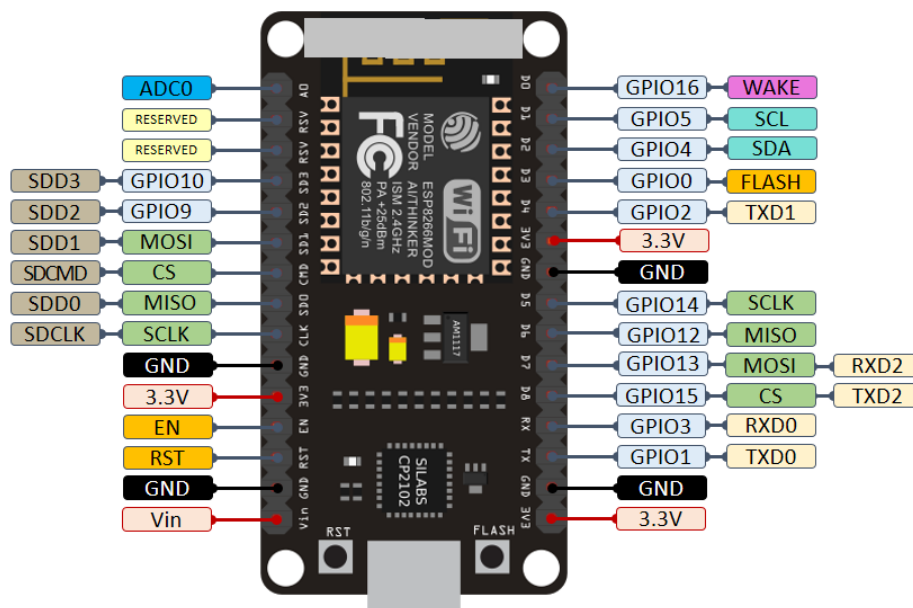 ADC0
RESERVED
RESERVED
SDD3 GPIO10
SDD2 GPIO9
SDD1 MOSI
SDCMD CS
SDD0 MISO
SDCLK SCLK
GND
3.3V
EN
RST
GND
Vin
A0
RSV
RSV
SD3
SD2
SD1
CMD
SD0
CLK
GND
3V3
EN
RST
GND
Vin
MODEL ESP8266MOD
VENDOR AI/THINKER
ISM 2.4GHz
PA +25dBm
802.11b/g/n
FC
Wi Fi
AM1117
SILABS
CP2102
RST
FLASH
D0
D1
D2
D3
D4
3V3
GND
D5
D6
D7
D8
RX
TX
GND
3V3
GPIO16 WAKE
GPIO5 SCL
GPIO4 SDA
GPIO0 FLASH
GPIO2 TXD1
3.3V
GND
GPIO14 SCLK
GPIO12 MISO
GPIO13 MOSI RXD2
GPIO15 CS TXD2
GPIO3 RXD0
GPIO1 TXD0
GND
3.3V